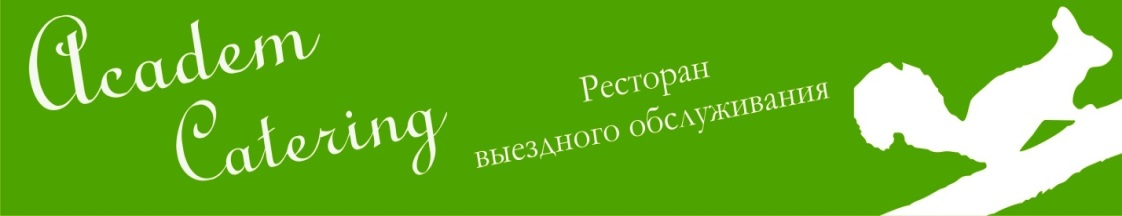 Academ
Catering
Ресторан
выездного обслуживания